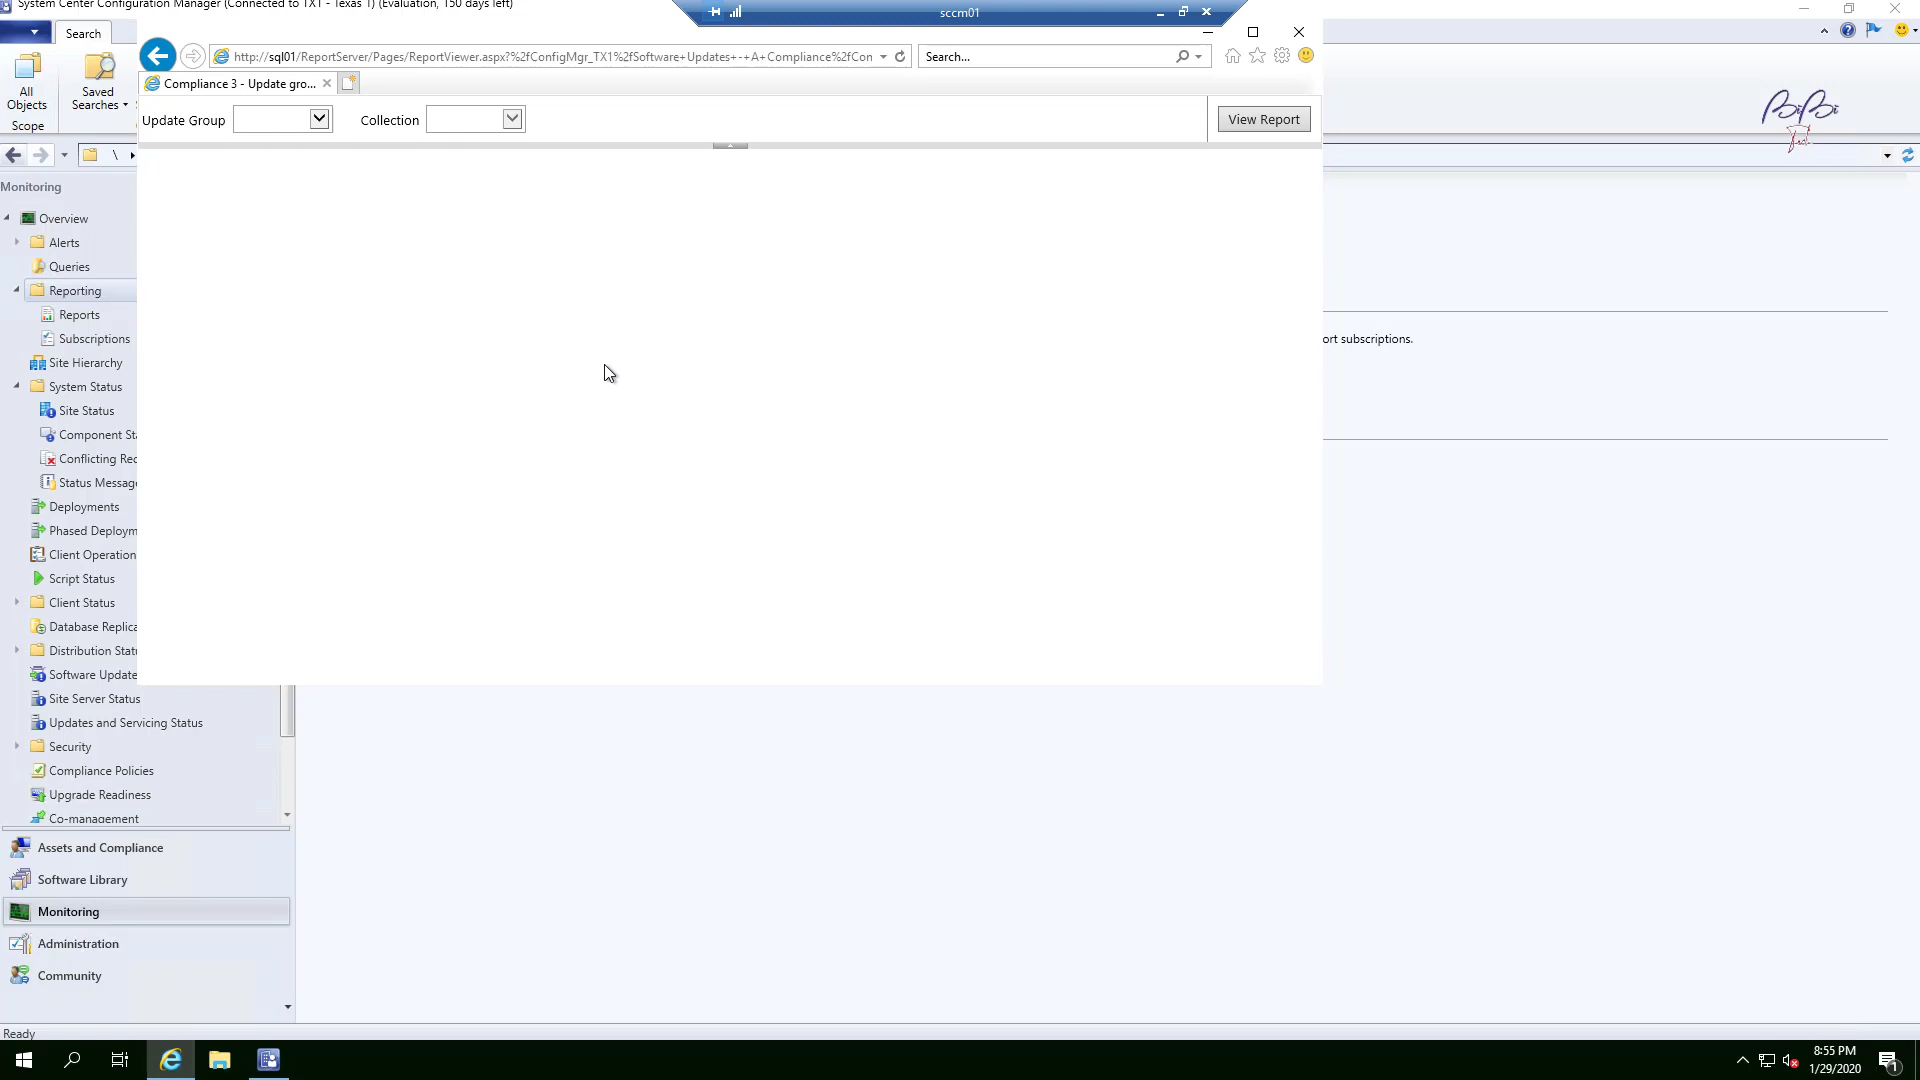 System Center Configuration Manager (Connected to TX1 - Texas 1) (Evaluation, 150 days left)
sccm01
Search
http://sql01/ReportServer/Pages/ReportViewer.aspx?%2fConfigMgr_TX1%2fSoftware+Updates+-+A+Compliance%2fCon
Search...
Compliance 3 - Update gro...
All Objects
Saved Searches
Scope
Update Group
Collection
View Report
BiBi
\
Monitoring
Overview
Alerts
Queries
Reporting
Reports
Subscriptions
ort subscriptions.
Site Hierarchy
System Status
Site Status
Component Sta
Conflicting Rec
Status Message
Deployments
Phased Deploym
Client Operation
Script Status
Client Status
Database Replica
Distribution Statu
Software Update
Site Server Status
Updates and Servicing Status
Security
Compliance Policies
Upgrade Readiness
Co-management
Assets and Compliance
Software Library
Monitoring
Administration
Community
Ready
8:55 PM
1/29/2020
1